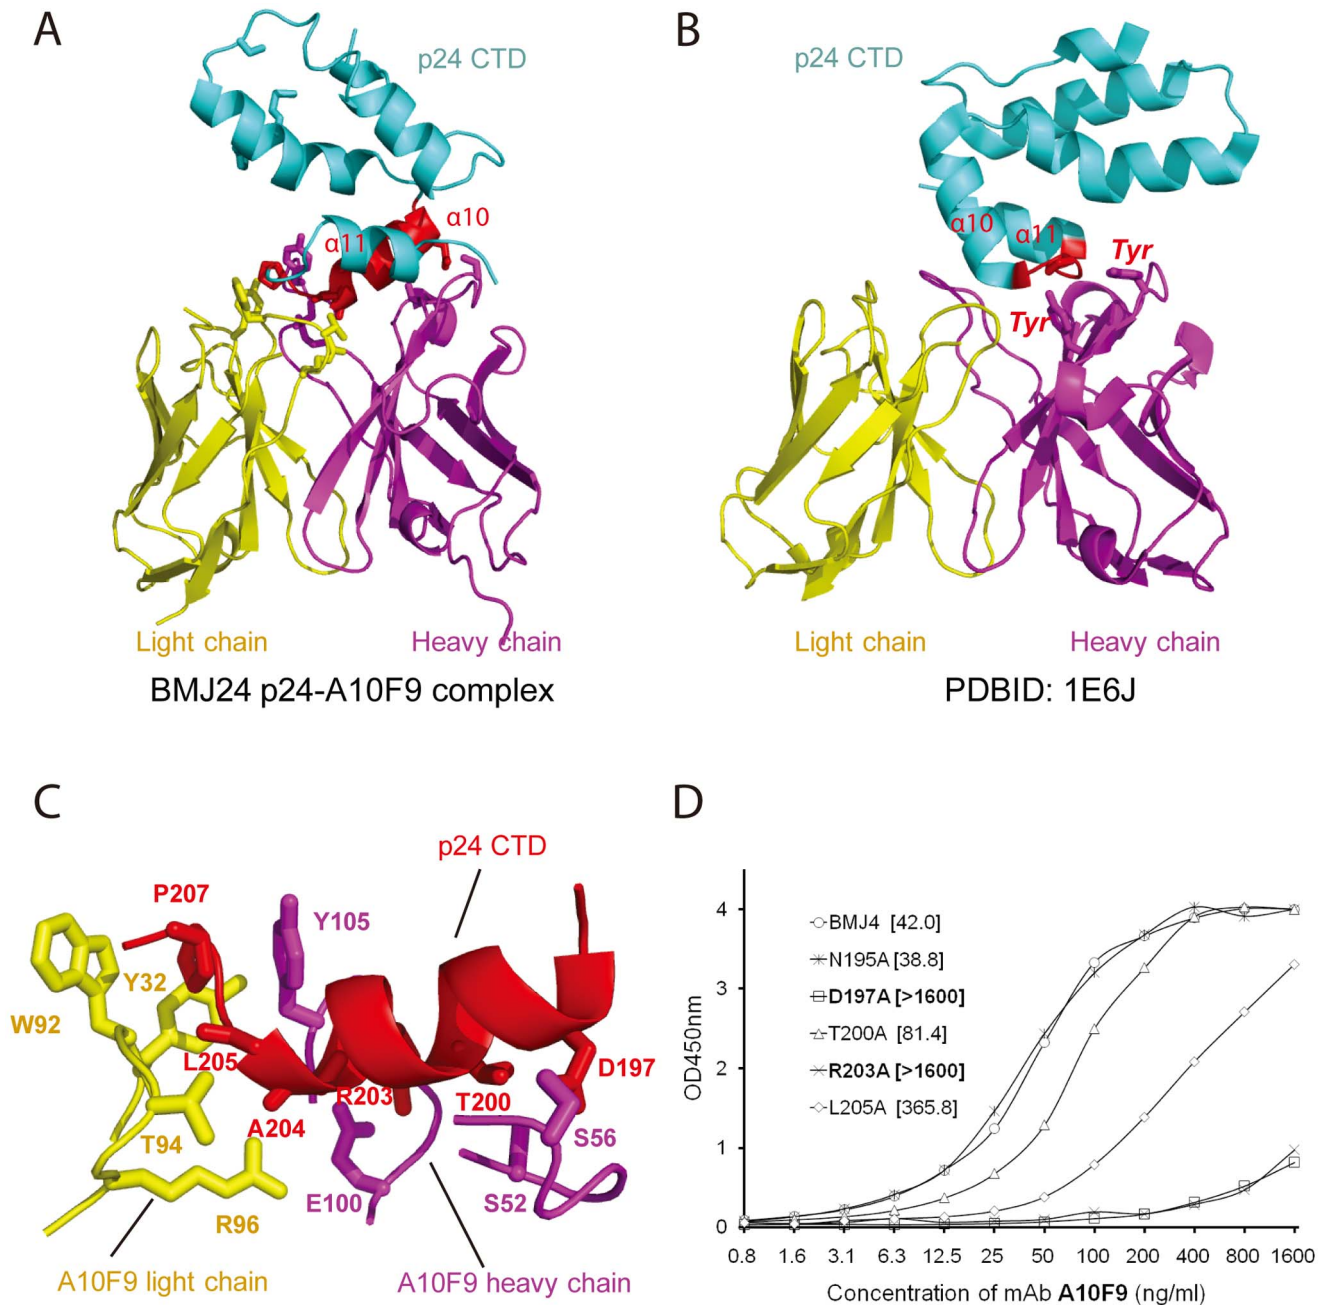 A
p24 CTD
α10
α11
Light chain
Heavy chain
BMJ24 p24-A10F9 complex
B
p24 CTD
α10
α11
Tyr
Tyr
Light chain
Heavy chain
PDBID: 1E6J
C
p24 CTD
P207
Y105
Y32
W92
L205
D197
R203
T200
A204
T94
S56
E100
S52
R96
A10F9 light chain
A10F9 heavy chain
D
4
3
2
1
0
OD450nm
BMJ4 [42.0]
N195A [38.8]
D197A [>1600]
T200A [81.4]
R203A [>1600]
L205A [365.8]
0.8 1.6 3.1 6.3 12.5 25 50 100 200 400 800 1600
Concentration of mAb A10F9 (ng/ml)